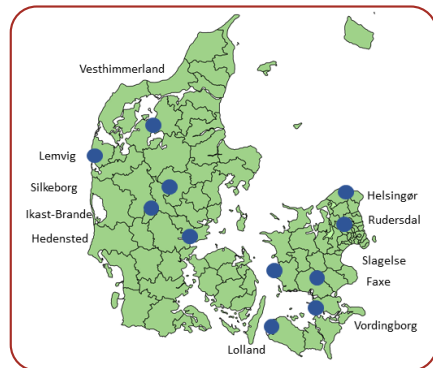 Vesthimmerland
Lemvig
Silkeborg
Ikast-Brande
Hedensted
Helsingør
Rudersdal
Slagelse
Faxe
Vordingborg
Lolland